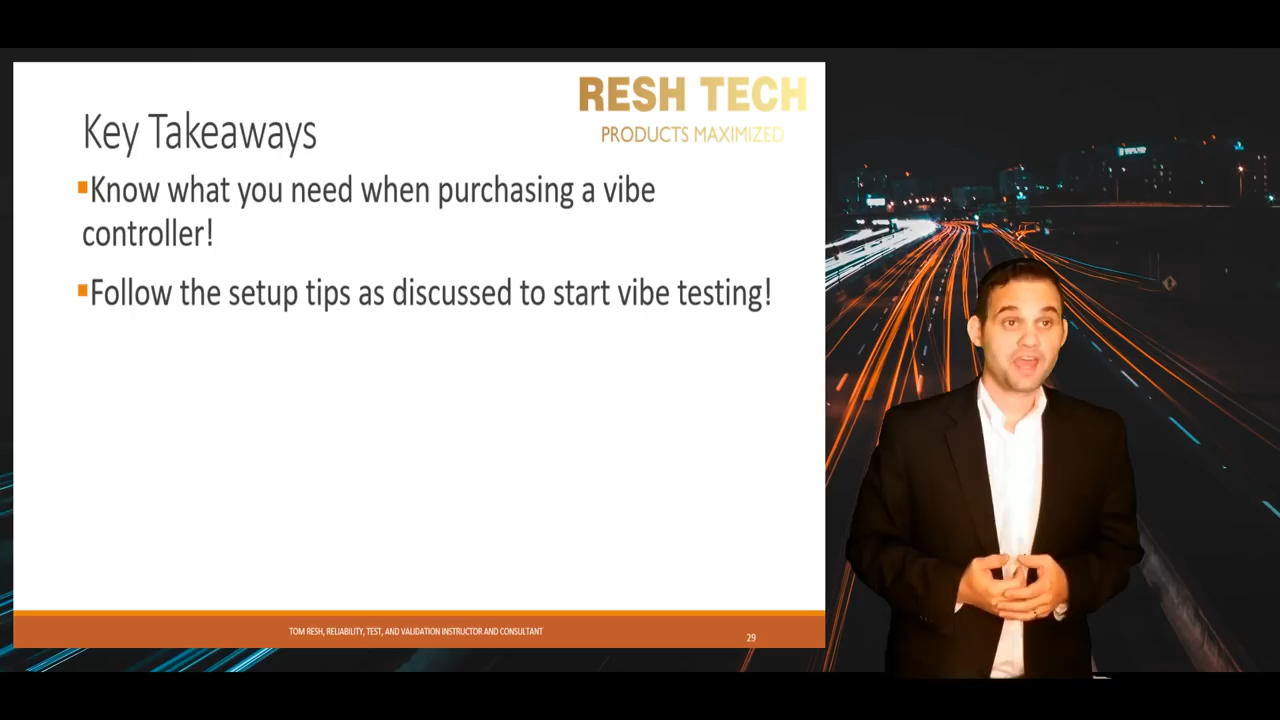 RESH TECH
PRODUCTS MAXIMIZED
Key Takeaways
Know what you need when purchasing a vibe
controller!
Follow the setup tips as discussed to start vibe testing!
TOM RESH, RELIABILITY, TEST, AND VALIDATION INSTRUCTOR AND CONSULTANT
29